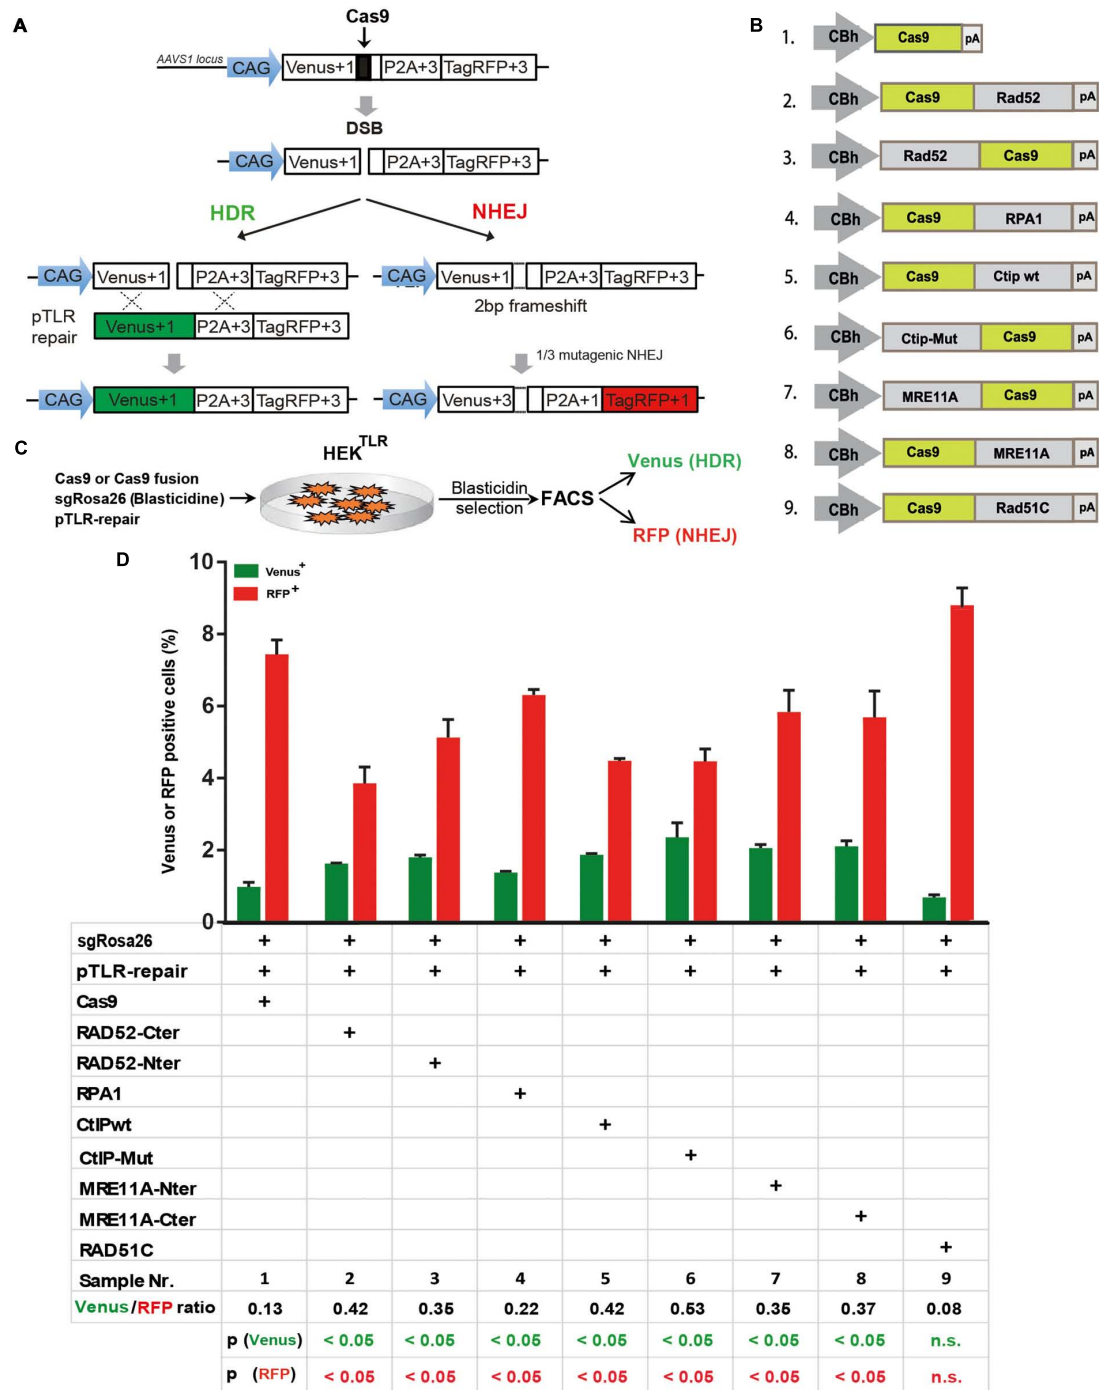 A
Cas9
AAVS1 locus
CAG Venus+1 P2A+3 TagRFP+3
DSB
CAG Venus+1 P2A+3 TagRFP+3
HDR NHEJ
CAG Venus+1 P2A+3 TagRFP+3 CAG Venus+1 P2A+3 TagRFP+3
2bp frameshift
pTLR
repair
Venus+1 P2A+3 TagRFP+3
1/3 mutagenic NHEJ
CAG Venus+1 P2A+3 TagRFP+3 CAG Venus+3 P2A+1 TagRFP+1
B
1. CBh Cas9 pA
2. CBh Cas9 Rad52 pA
3. CBh Rad52 Cas9 pA
4. CBh Cas9 RPA1 pA
5. CBh Cas9 Ctip wt pA
6. CBh Ctip-Mut Cas9 pA
7. CBh MRE11A Cas9 pA
8. CBh Cas9 MRE11A pA
9. CBh Cas9 Rad51C pA
C
HEK TLR
Cas9 or Cas9 fusion
sgRosa26 (Blasticidine)
pTLR-repair
Blasticidin
selection
FACS
Venus (HDR)
RFP (NHEJ)
D
Venus or RFP positive cells (%)
10
8
6
4
2
0
Venus+
RFP+
sgRosa26 + + + + + + + + +
pTLR-repair + + + + + + + + +
Cas9 +
RAD52-Cter +
RAD52-Nter +
RPA1 +
CtIPwt +
CtIP-Mut +
MRE11A-Nter +
MRE11A-Cter +
RAD51C +
Sample Nr. 1 2 3 4 5 6 7 8 9
Venus/RFP ratio 0.13 0.42 0.35 0.22 0.42 0.53 0.35 0.37 0.08
p (Venus) < 0.05 < 0.05 < 0.05 < 0.05 < 0.05 < 0.05 < 0.05 n.s.
p (RFP) < 0.05 < 0.05 < 0.05 < 0.05 < 0.05 < 0.05 < 0.05 n.s.